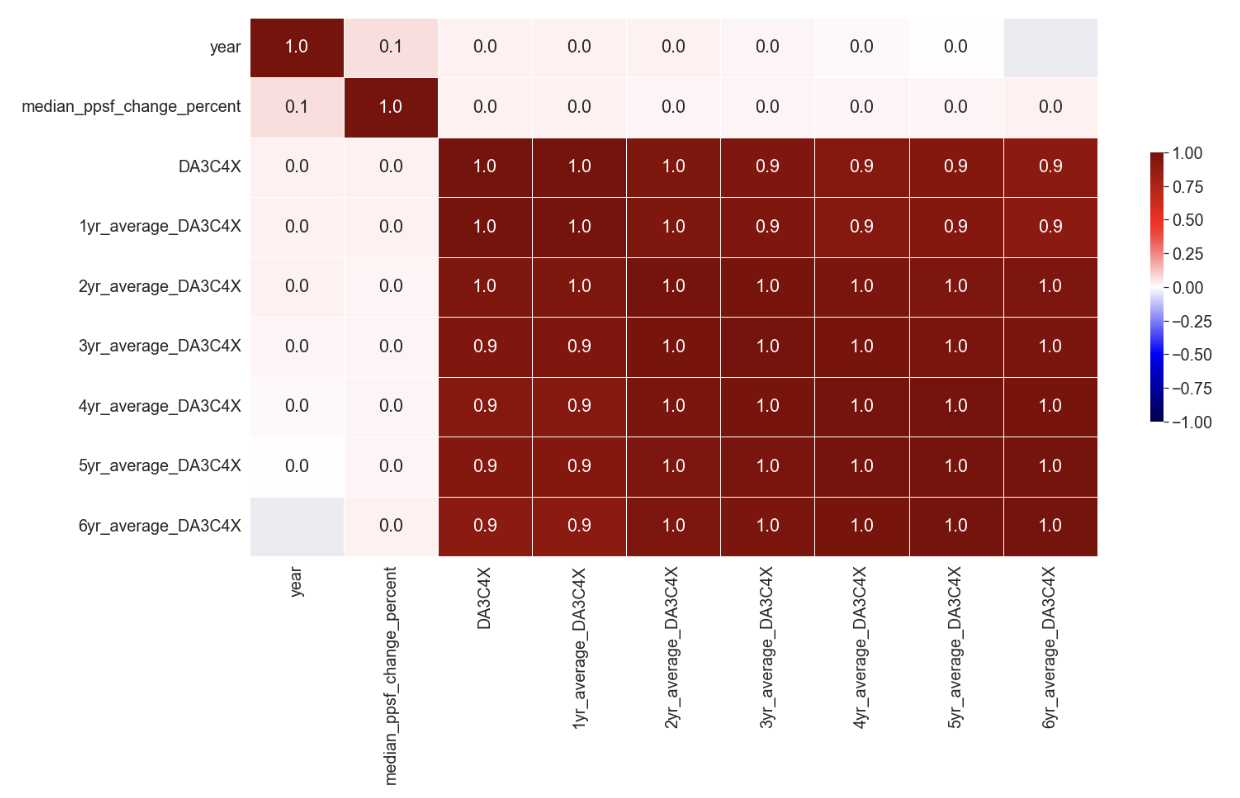 year 1.0 0.1 0.0 0.0 0.0 0.0 0.0 0.0
median_ppsf_change_percent 0.1 1.0 0.0 0.0 0.0 0.0 0.0 0.0 0.0
DA3C4X 0.0 0.0 1.0 1.0 1.0 0.9 0.9 0.9 0.9
1yr_average_DA3C4X 0.0 0.0 1.0 1.0 1.0 0.9 0.9 0.9 0.9
2yr_average_DA3C4X 0.0 0.0 1.0 1.0 1.0 1.0 1.0 1.0 1.0
3yr_average_DA3C4X 0.0 0.0 0.9 0.9 1.0 1.0 1.0 1.0 1.0
4yr_average_DA3C4X 0.0 0.0 0.9 0.9 1.0 1.0 1.0 1.0 1.0
5yr_average_DA3C4X 0.0 0.0 0.9 0.9 1.0 1.0 1.0 1.0 1.0
6yr_average_DA3C4X 0.0 0.9 0.9 1.0 1.0 1.0 1.0 1.0
year
median_ppsf_change_percent
DA3C4X
1yr_average_DA3C4X
2yr_average_DA3C4X
3yr_average_DA3C4X
4yr_average_DA3C4X
5yr_average_DA3C4X
6yr_average_DA3C4X
1.00
0.75
0.50
0.25
0.00
−0.25
−0.50
−0.75
−1.00